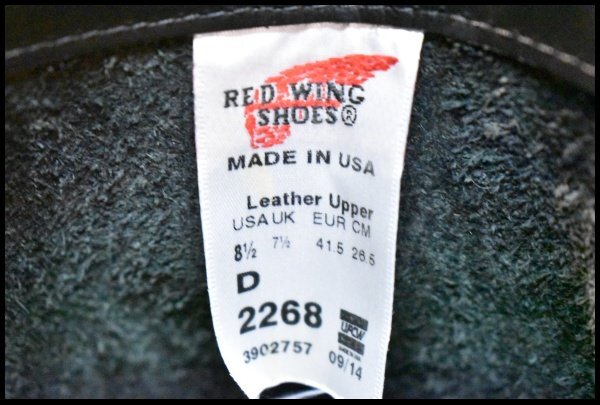 RED WING
SHOES®
MADE IN USA
Leather Upper
USA UK EUR CM
8½ 7½ 41.5 26.5
D
2268
UFCW
3902757 09/14